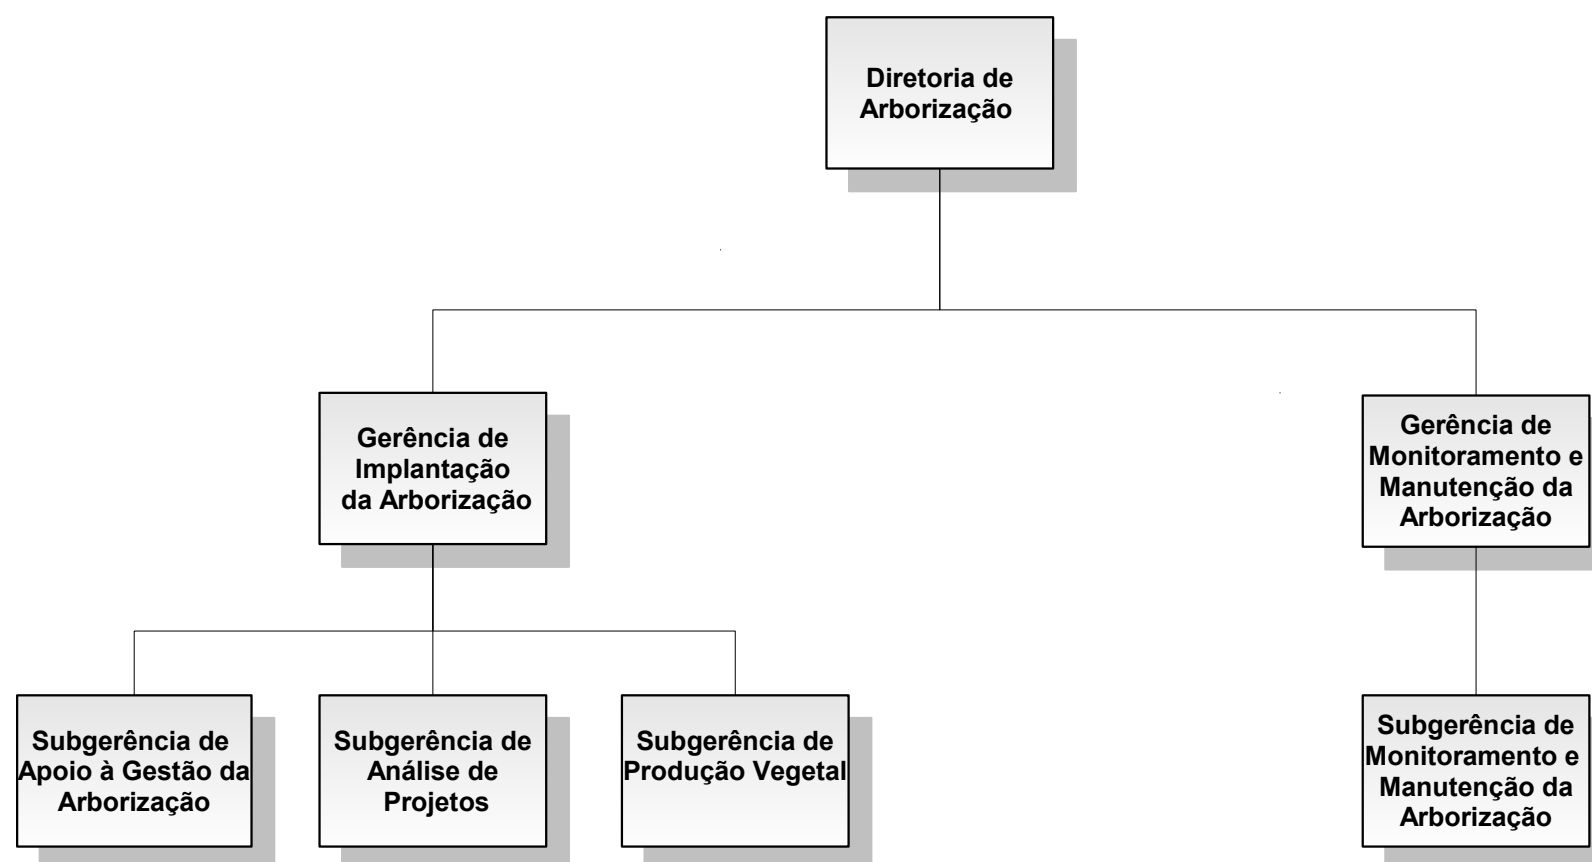 Diretoria de
Arborização
Gerência de
Implantação
da Arborização
Gerência de
Monitoramento e
Manutenção da
Arborização
Subgerência de
Apoio à Gestão da
Arborização
Subgerência de
Análise de
Projetos
Subgerência de
Produção Vegetal
Subgerência de
Monitoramento e
Manutenção da
Arborização